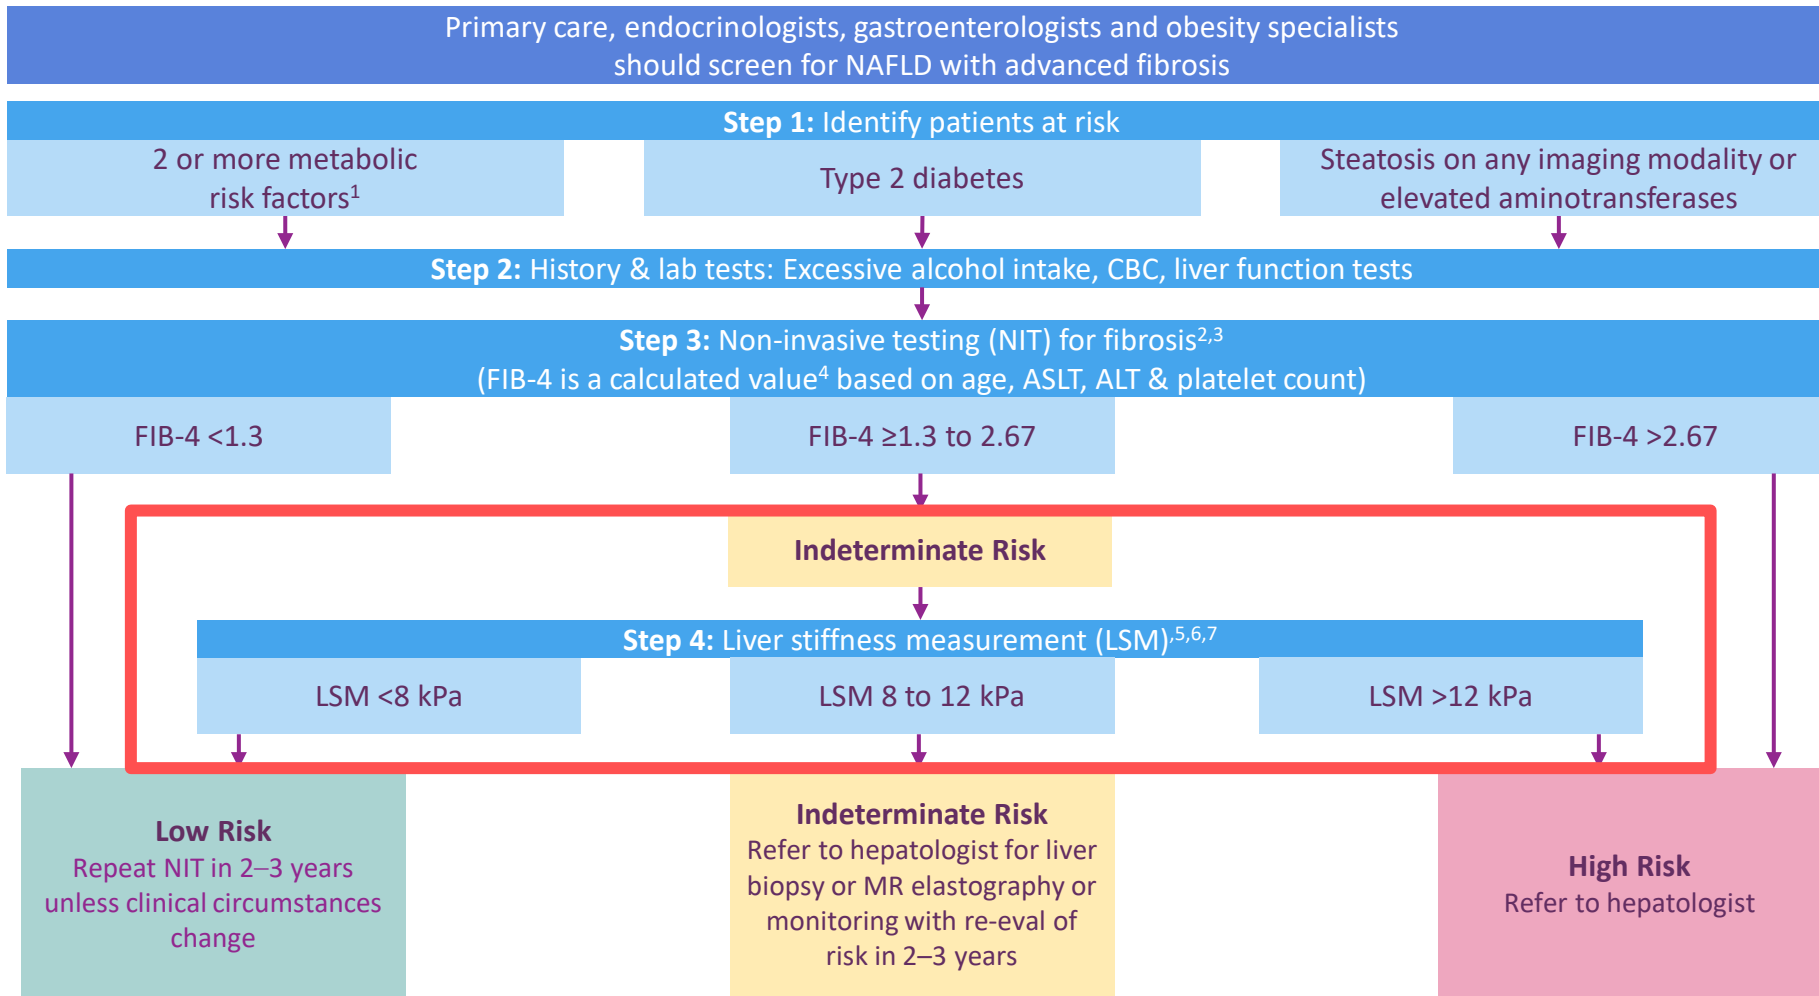 Primary care, endocrinologists, gastroenterologists and obesity specialists
should screen for NAFLD with advanced fibrosis
Step 1: Identify patients at risk
2 or more metabolic
risk factors¹
Type 2 diabetes
Steatosis on any imaging modality or
elevated aminotransferases
Step 2: History & lab tests: Excessive alcohol intake, CBC, liver function tests
Step 3: Non-invasive testing (NIT) for fibrosis²,³
(FIB-4 is a calculated value⁴ based on age, ASLT, ALT & platelet count)
FIB-4 <1.3
FIB-4 ≥1.3 to 2.67
FIB-4 >2.67
Indeterminate Risk
Step 4: Liver stiffness measurement (LSM),⁵,⁶,⁷
LSM <8 kPa
LSM 8 to 12 kPa
LSM >12 kPa
Low Risk
Repeat NIT in 2–3 years
unless clinical circumstances
change
Indeterminate Risk
Refer to hepatologist for liver
biopsy or MR elastography or
monitoring with re-eval of
risk in 2–3 years
High Risk
Refer to hepatologist